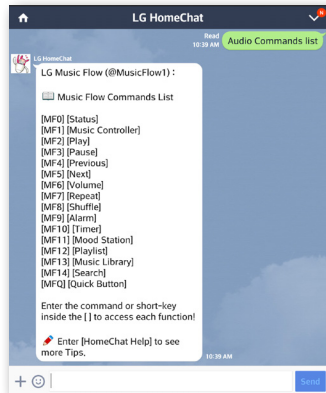 LG HomeChat
N
Read
10:39 AM
Audio Commands list
LG HomeChat
LG Music Flow (@MusicFlow1) :
Music Flow Commands List
[MF0] [Status]
[MF1] [Music Controller]
[MF2] [Play]
[MF3] [Pause]
[MF4] [Previous]
[MF5] [Next]
[MF6] [Volume]
[MF7] [Repeat]
[MF8] [Shuffle]
[MF9] [Alarm]
[MF10] [Timer]
[MF11] [Mood Station]
[MF12] [Playlist]
[MF13] [Music Library]
[MF14] [Search]
[MFQ] [Quick Button]
Enter the command or short-key
inside the [ ] to access each function!
Enter [HomeChat Help] to see
more Tips.
10:39 AM
Send